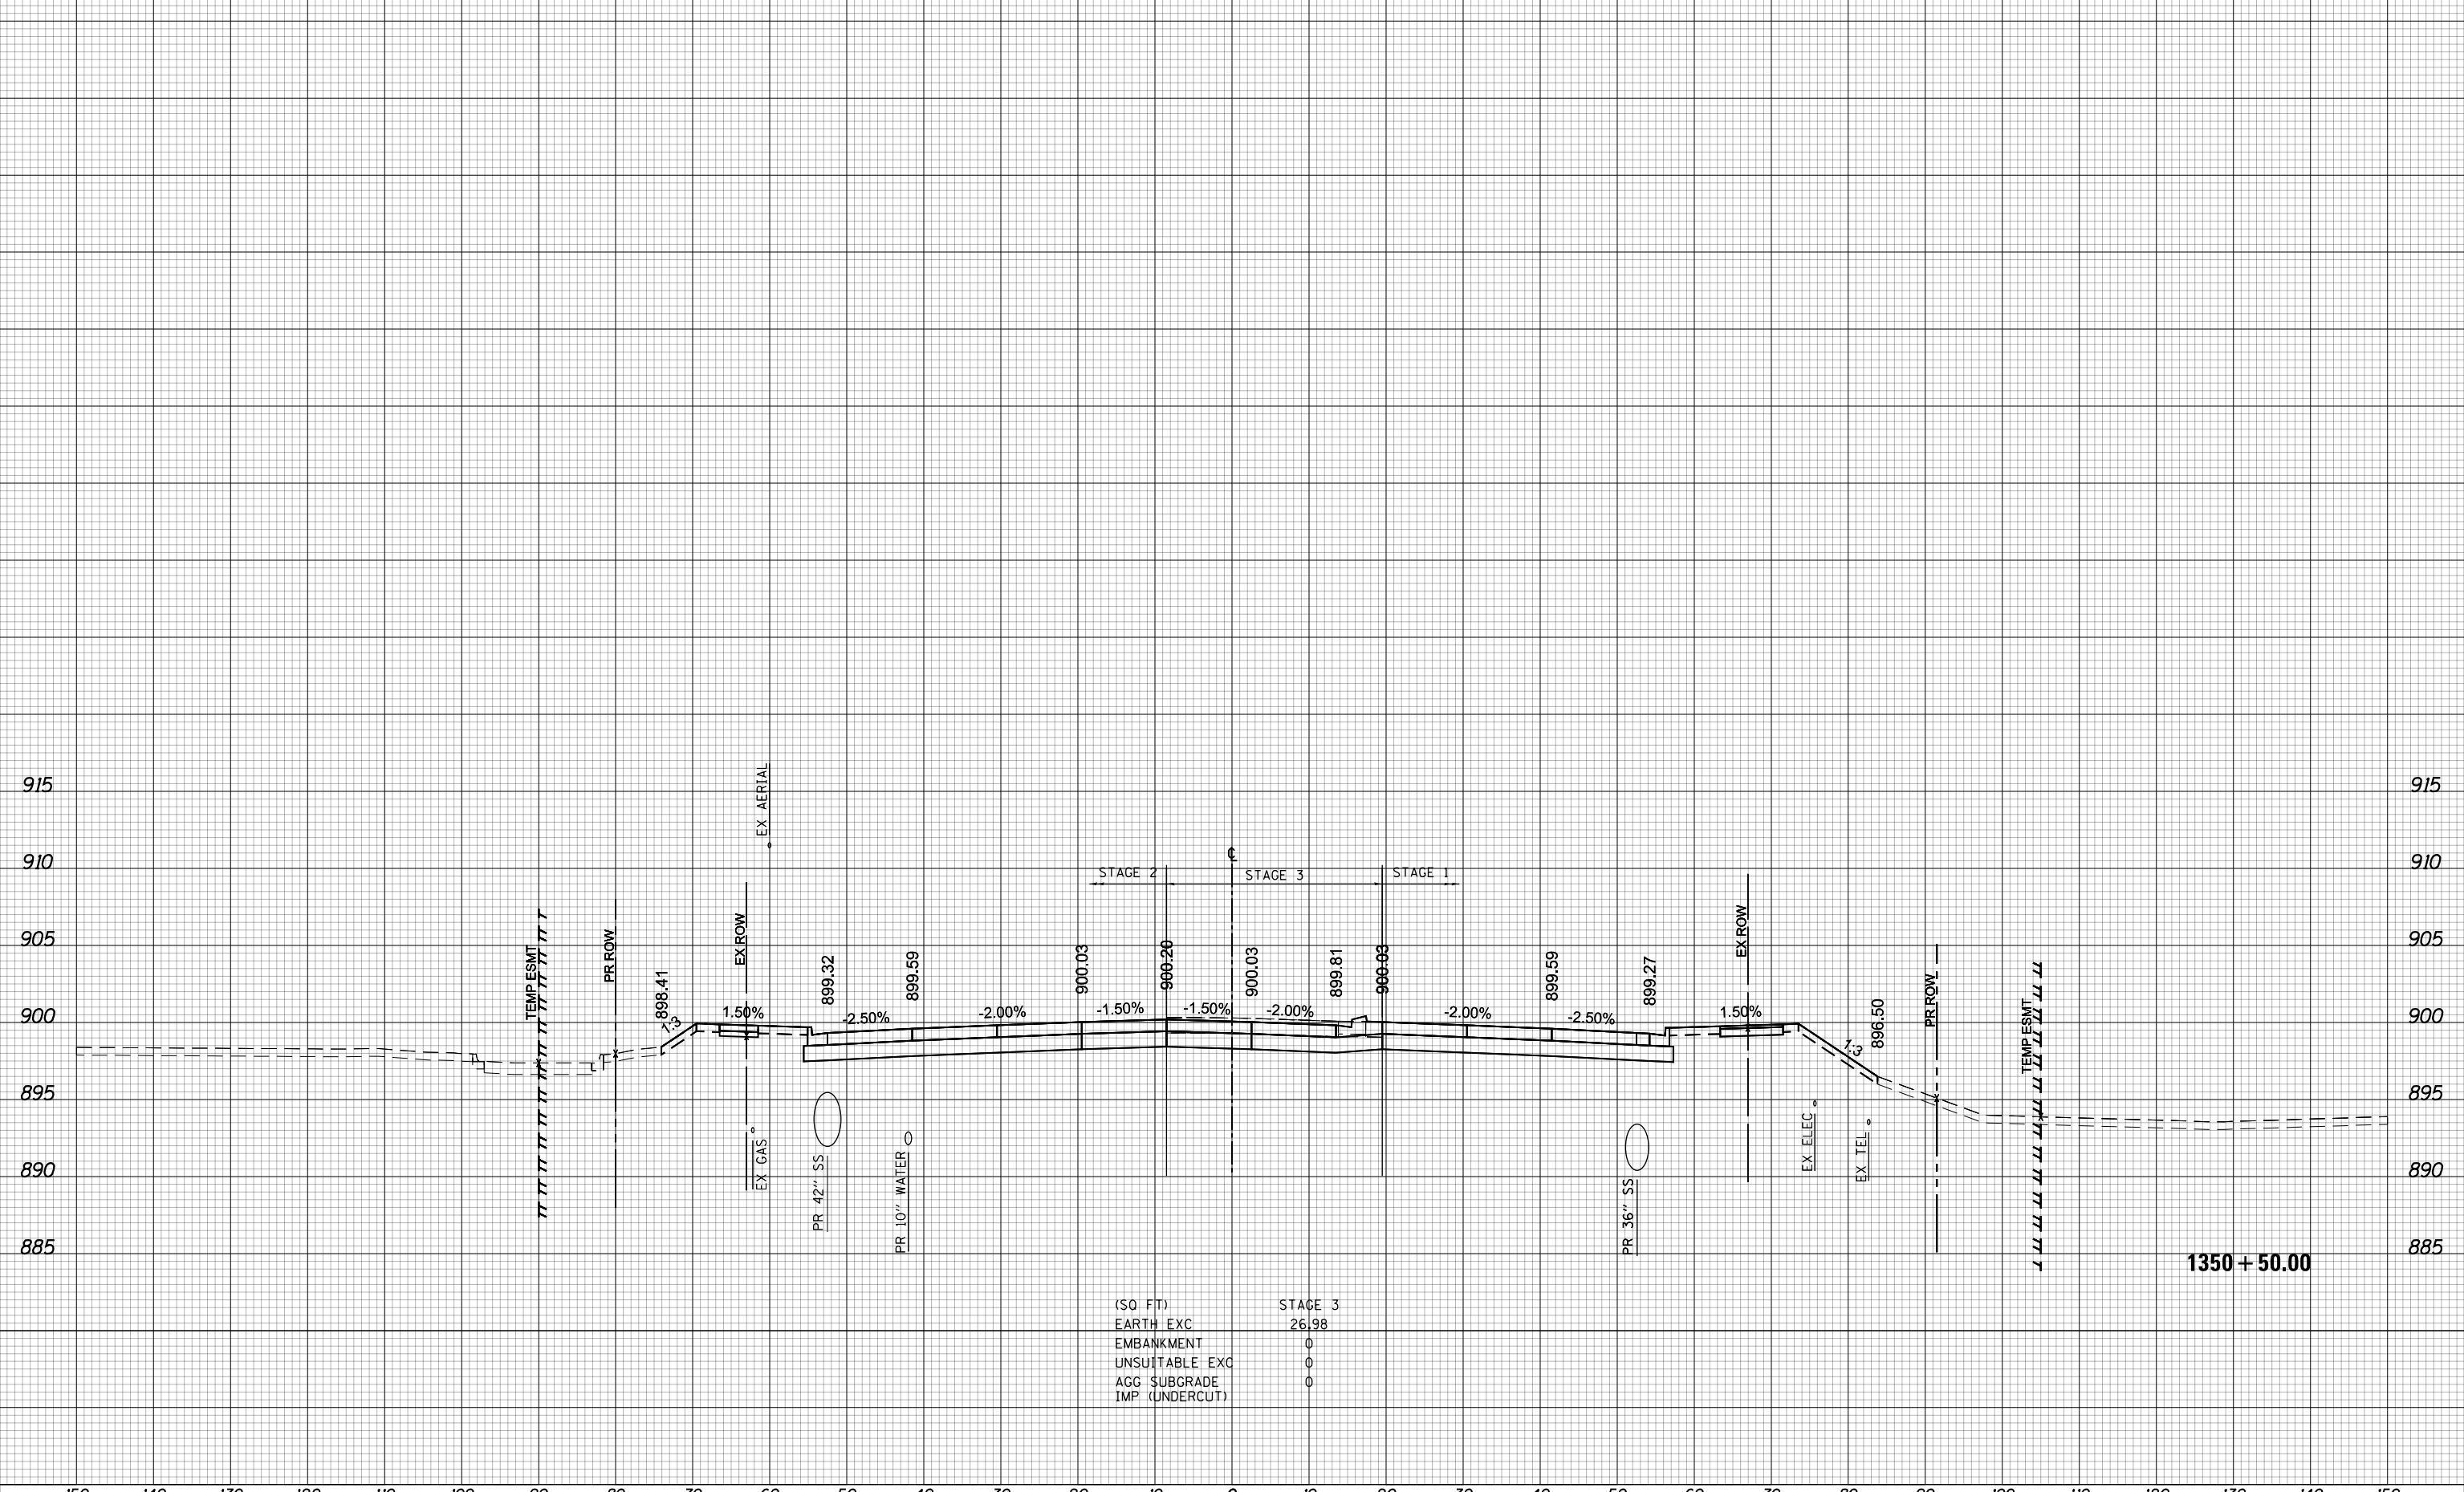 915
915
EX AERIAL
910
910
℄
STAGE 2
STAGE 3
STAGE 1
905
905
TEMP ESMT
PR ROW
898.41
EX ROW
899.32
899.59
900.03
900.20
900.03
899.81
900.03
899.59
899.27
EX ROW
896.50
PR ROW
TEMP ESMT
900
900
1:3
1.50%
-2.50%
-2.00%
-1.50%
-1.50%
-2.00%
-2.00%
-2.50%
1.50%
1:3
895
895
EX GAS
PR 42" SS
PR 10" WATER
PR 36" SS
EX ELEC
EX TEL
890
890
885
885
1350+50.00
(SQ FT) STAGE 3
EARTH EXC 26.98
EMBANKMENT 0
UNSUITABLE EXC 0
AGG SUBGRADE 0
IMP (UNDERCUT)